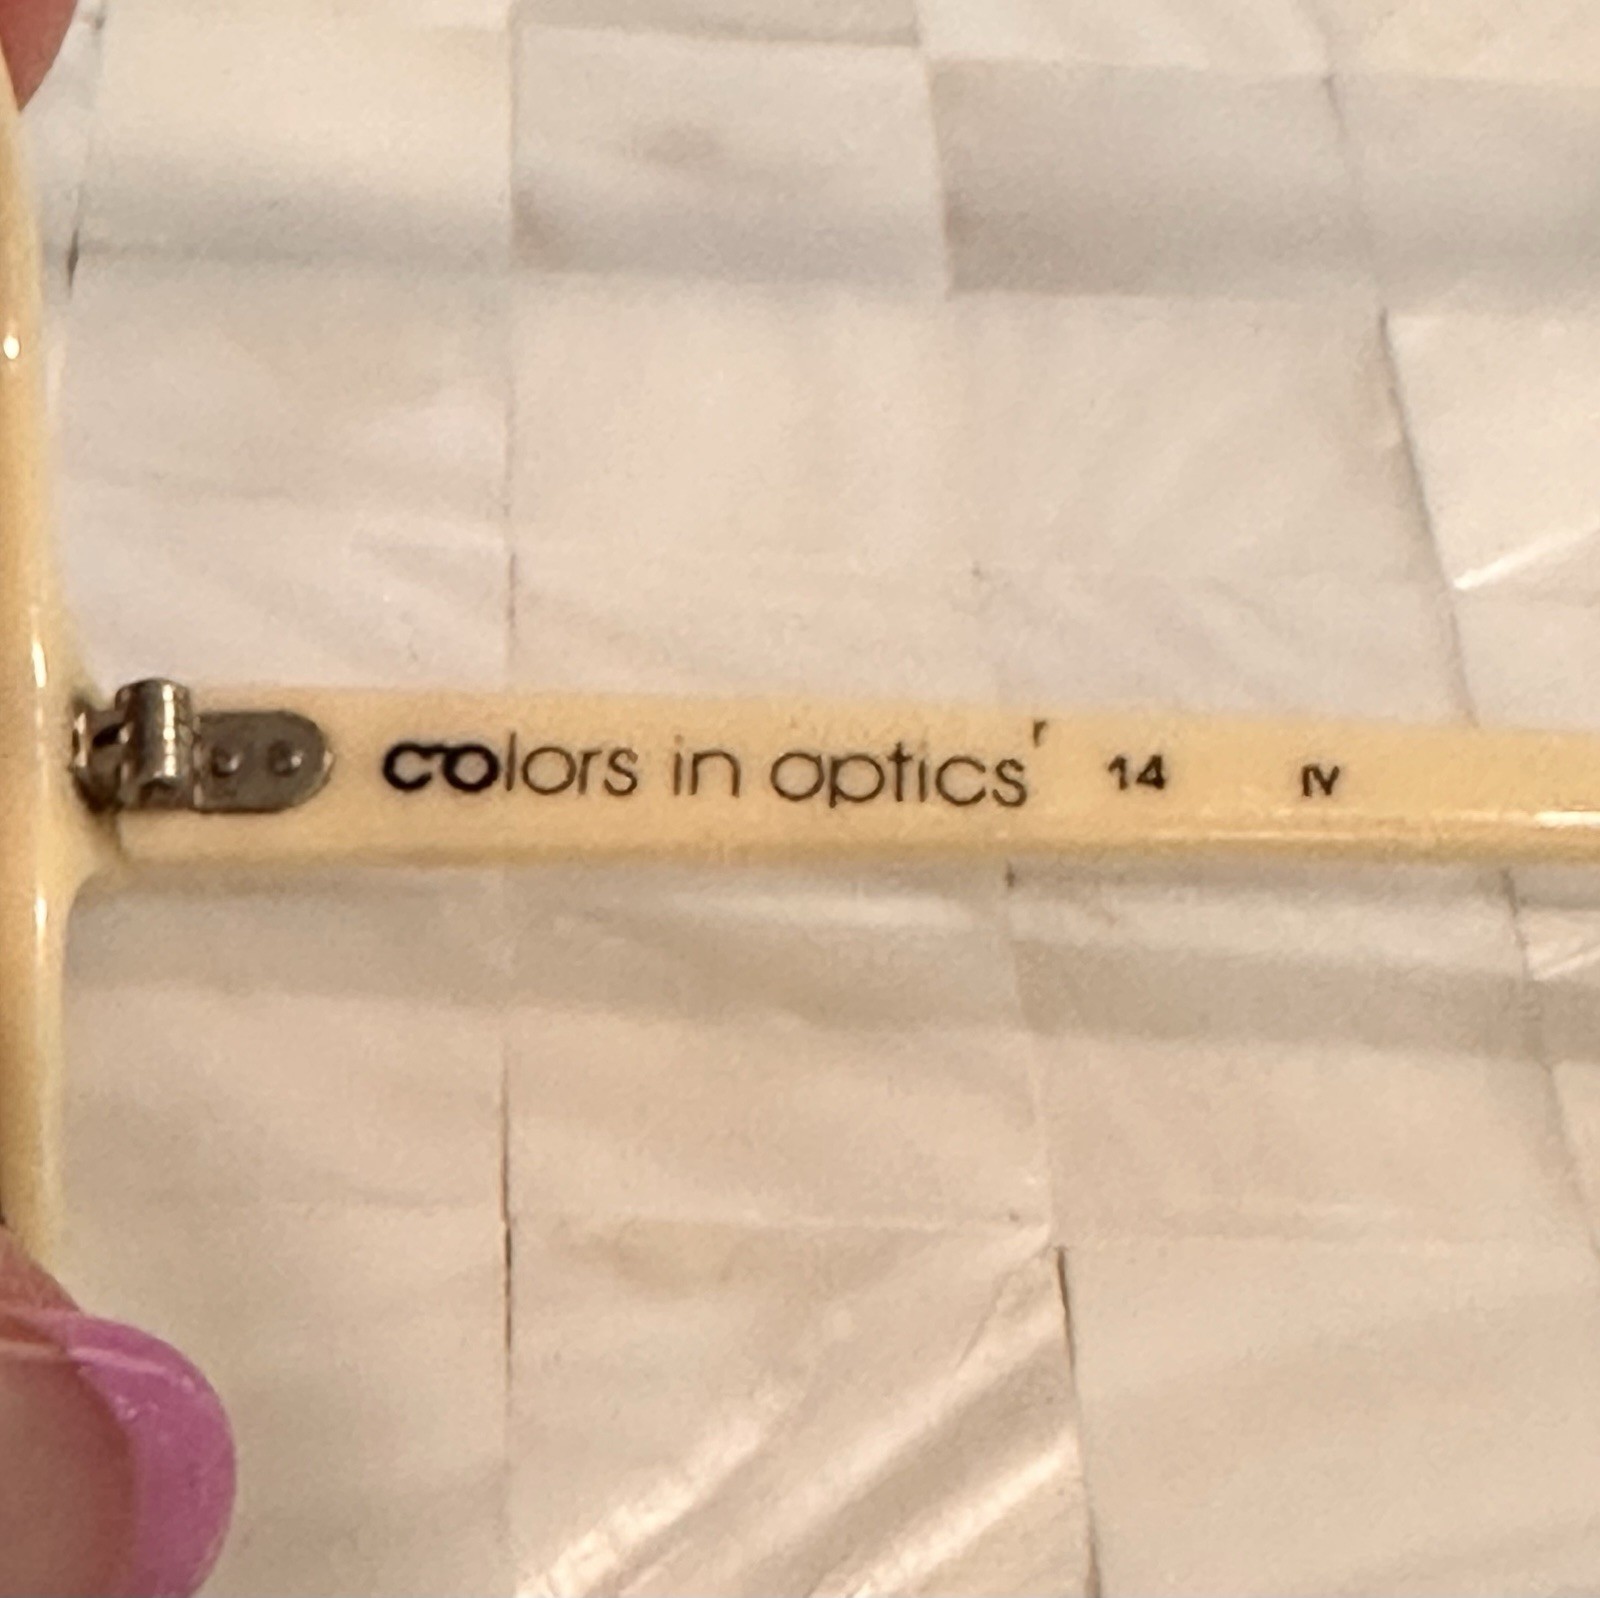 colors in optics' 14 IV